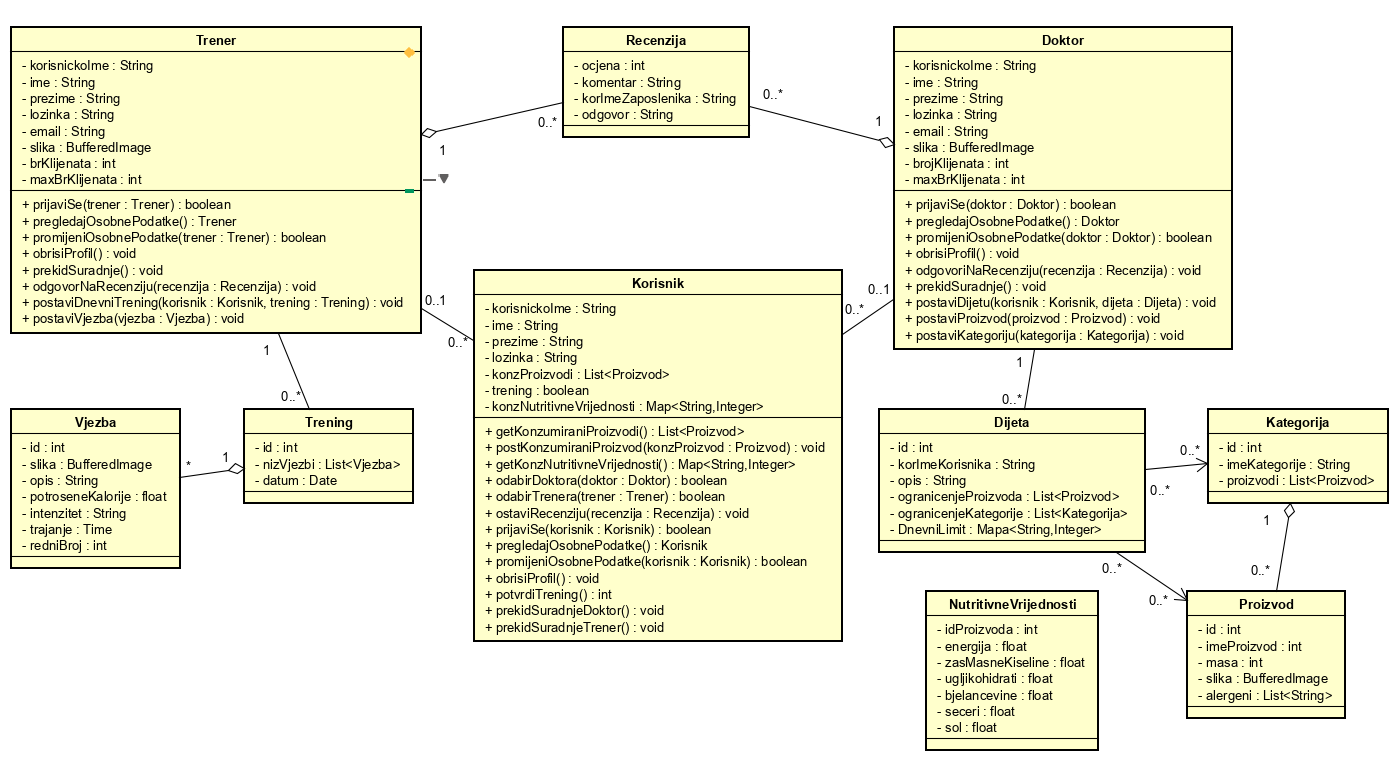 Trener
- korisnickoIme : String
- ime : String
- prezime : String
- lozinka : String
- email : String
- slika : BufferedImage
- brKlijenata : int
- maxBrKlijenata : int
+ prijaviSe(trener : Trener) : boolean
+ pregledajOsobnePodatke() : Trener
+ promijeniOsobnePodatke(trener : Trener) : boolean
+ obrisiProfil() : void
+ prekidSuradnje() : void
+ odgovorNaRecenziju(recenzija : Recenzija) : void
+ postaviDnevniTrening(korisnik : Korisnik, trening : Trening) : void
+ postaviVjezba(vjezba : Vjezba) : void
1
0..*
Recenzija
- ocjena : int
- komentar : String
- korImeZaposlenika : String
- odgovor : String
0..*
1
Doktor
- korisnickoIme : String
- ime : String
- prezime : String
- lozinka : String
- email : String
- slika : BufferedImage
- brojKlijenata : int
- maxBrKlijenata : int
+ prijaviSe(doktor : Doktor) : boolean
+ pregledajOsobnePodatke() : Doktor
+ promijeniOsobnePodatke(doktor : Doktor) : boolean
+ obrisiProfil() : void
+ odgovoriNaRecenziju(recenzija : Recenzija) : void
+ prekidSuradnje() : void
+ postaviDijetu(korisnik : Korisnik, dijeta : Dijeta) : void
+ postaviProizvod(proizvod : Proizvod) : void
+ postaviKategoriju(kategorija : Kategorija) : void
0..1
0..*
Korisnik
- korisnickoIme : String
- ime : String
- prezime : String
- lozinka : String
- konzProizvodi : List<Proizvod>
- trening : boolean
- konzNutritivneVrijednosti : Map<String,Integer>
+ getKonzumiraniProizvodi() : List<Proizvod>
+ postKonzumiraniProizvod(konzProizvod : Proizvod) : void
+ getKonzNutritivneVrijednosti() : Map<String,Integer>
+ odabirDoktora(doktor : Doktor) : boolean
+ odabirTrenera(trener : Trener) : boolean
+ ostaviRecenziju(recenzija : Recenzija) : void
+ prijaviSe(korisnik : Korisnik) : boolean
+ pregledajOsobnePodatke() : Korisnik
+ promijeniOsobnePodatke(korisnik : Korisnik) : boolean
+ obrisiProfil() : void
+ potvrdiTrening() : int
+ prekidSuradnjeDoktor() : void
+ prekidSuradnjeTrener() : void
0..1
0..*
1
0..*
1
0..*
Vjezba
- id : int
- slika : BufferedImage
- opis : String
- potroseneKalorije : float
- intenzitet : String
- trajanje : Time
- redniBroj : int
*
1
Trening
- id : int
- nizVjezbi : List<Vjezba>
- datum : Date
Dijeta
- id : int
- korImeKorisnika : String
- opis : String
- ogranicenjeProizvoda : List<Proizvod>
- ogranicenjeKategorije : List<Kategorija>
- DnevniLimit : Mapa<String,Integer>
0..*
0..*
Kategorija
- id : int
- imeKategorije : String
- proizvodi : List<Proizvod>
1
0..*
0..*
0..*
NutritivneVrijednosti
- idProizvoda : int
- energija : float
- zasMasneKiseline : float
- ugljikohidrati : float
- bjelancevine : float
- seceri : float
- sol : float
Proizvod
- id : int
- imeProizvod : int
- masa : int
- slika : BufferedImage
- alergeni : List<String>